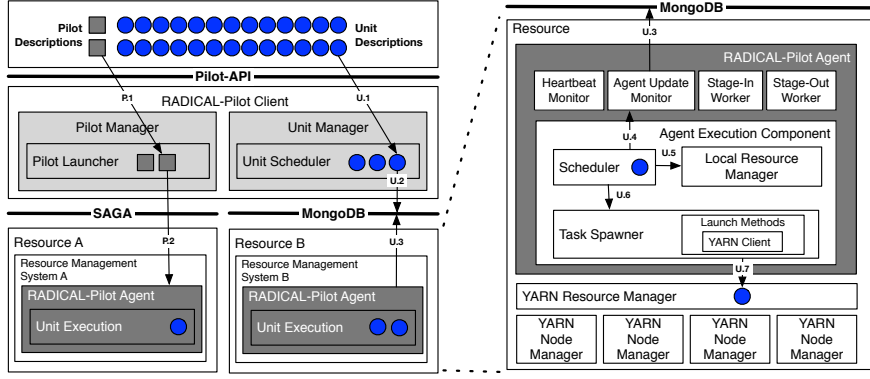 Pilot
Descriptions
Unit
Descriptions
Pilot-API
P.1
U.1
RADICAL-Pilot Client
Pilot Manager
Pilot Launcher
Unit Manager
Unit Scheduler
U.2
SAGA
MongoDB
P.2
U.3
Resource A
Resource Management
System A
RADICAL-Pilot Agent
Unit Execution
Resource B
Resource Management
System B
RADICAL-Pilot Agent
Unit Execution
MongoDB
U.3
Resource
RADICAL-Pilot Agent
Heartbeat
Monitor
Agent Update
Monitor
Stage-In
Worker
Stage-Out
Worker
U.4
Agent Execution Component
Scheduler
U.5
Local Resource
Manager
U.6
Task Spawner
Launch Methods
YARN Client
U.7
YARN Resource Manager
YARN
Node
Manager
YARN
Node
Manager
YARN
Node
Manager
YARN
Node
Manager